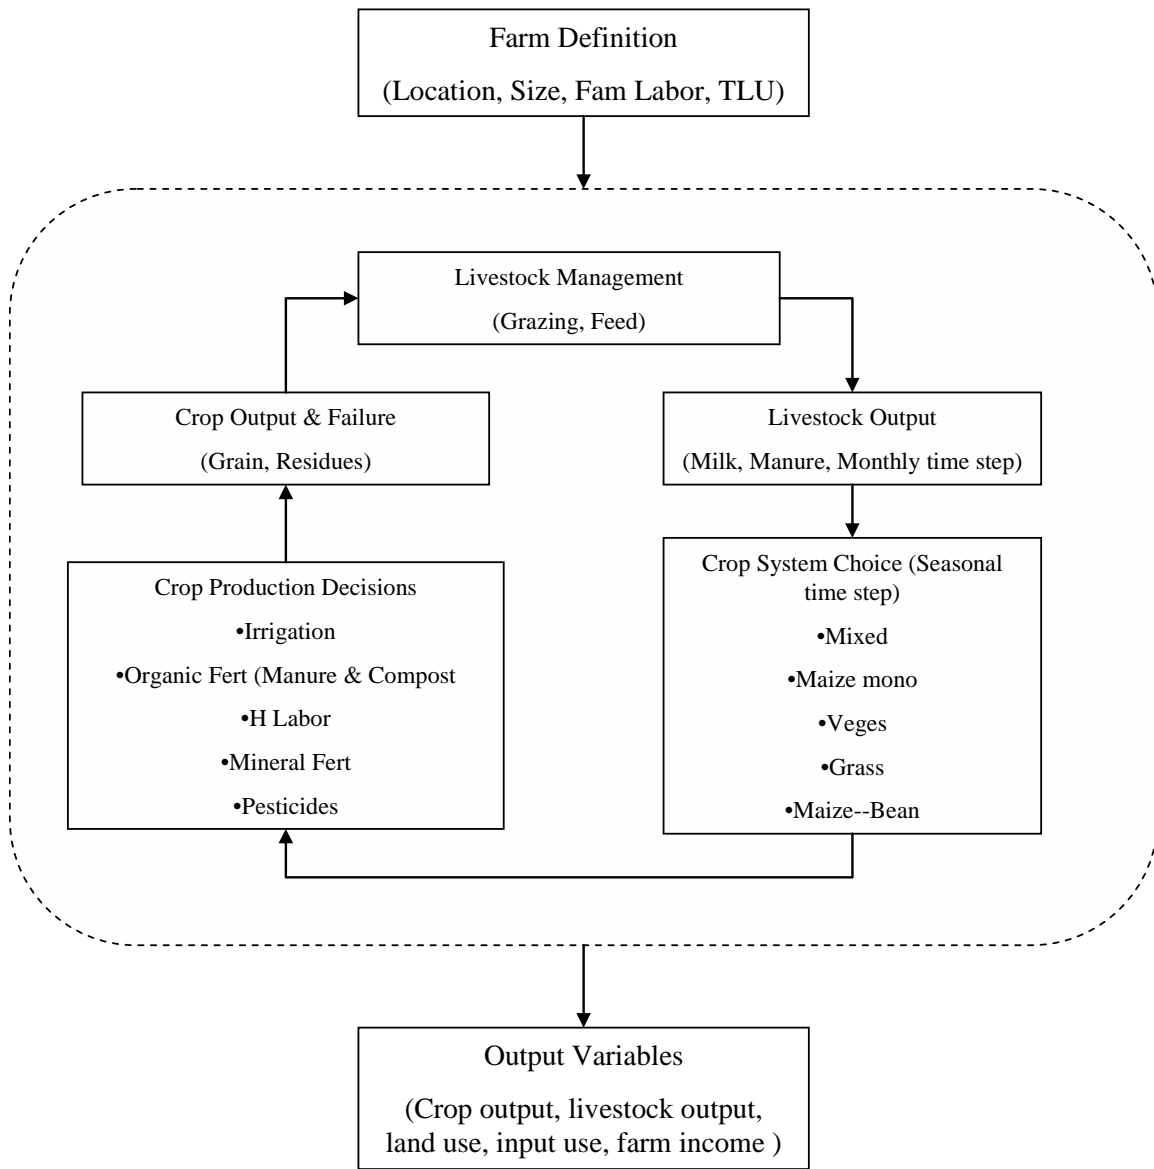 Farm Definition
(Location, Size, Fam Labor, TLU)
Livestock Management
(Grazing, Feed)
Crop Output & Failure
(Grain, Residues)
Livestock Output
(Milk, Manure, Monthly time step)
Crop Production Decisions
•Irrigation
•Organic Fert (Manure & Compost
•H Labor
•Mineral Fert
•Pesticides
Crop System Choice (Seasonal
time step)
•Mixed
•Maize mono
•Veges
•Grass
•Maize--Bean
Output Variables
(Crop output, livestock output,
land use, input use, farm income )